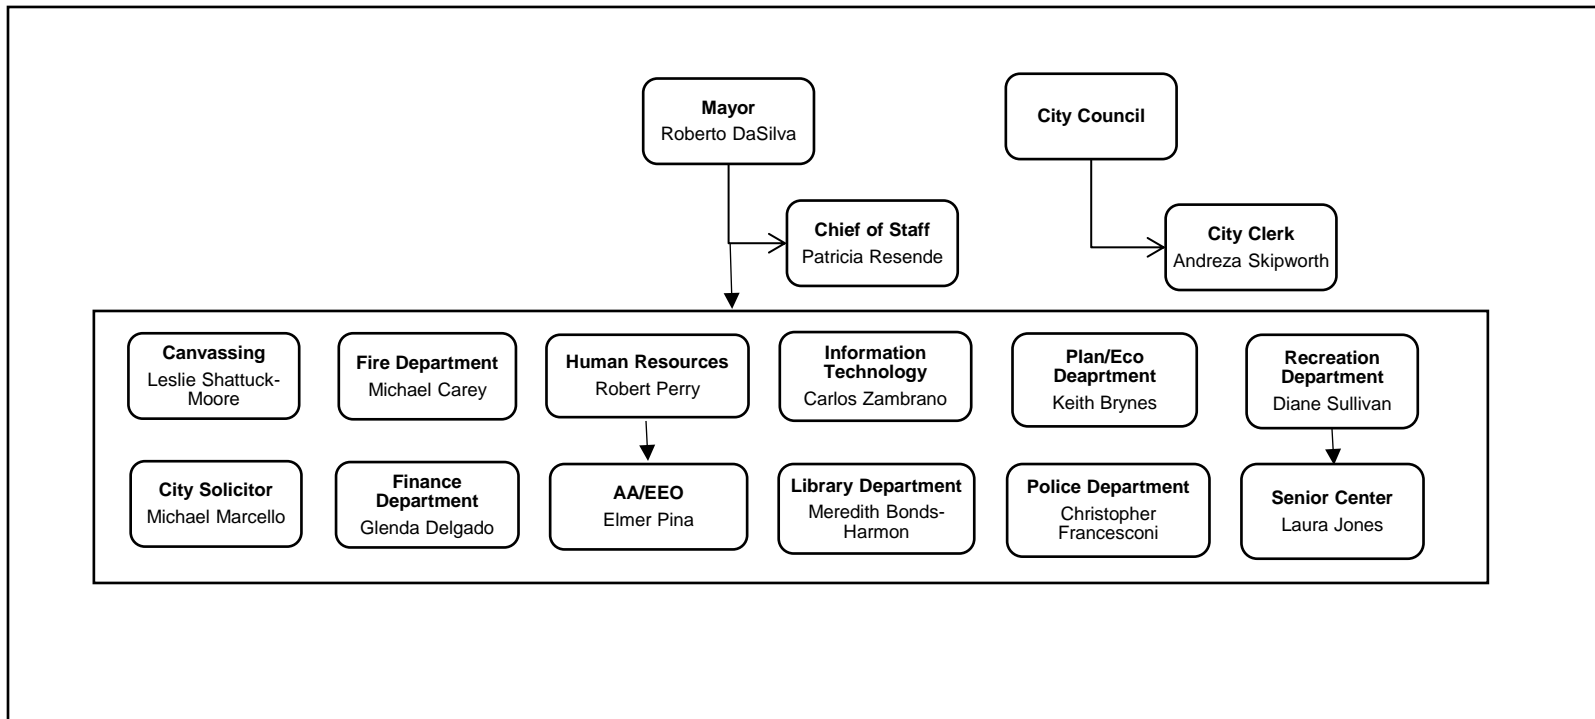 Mayor
Roberto DaSilva
City Council
Chief of Staff
Patricia Resende
City Clerk
Andreza Skipworth
Canvassing
Leslie Shattuck-
Moore
Fire Department
Michael Carey
Human Resources
Robert Perry
Information
Technology
Carlos Zambrano
Plan/Eco
Deaprtment
Keith Brynes
Recreation
Department
Diane Sullivan
City Solicitor
Michael Marcello
Finance
Department
Glenda Delgado
AA/EEO
Elmer Pina
Library Department
Meredith Bonds-
Harmon
Police Department
Christopher
Francesconi
Senior Center
Laura Jones